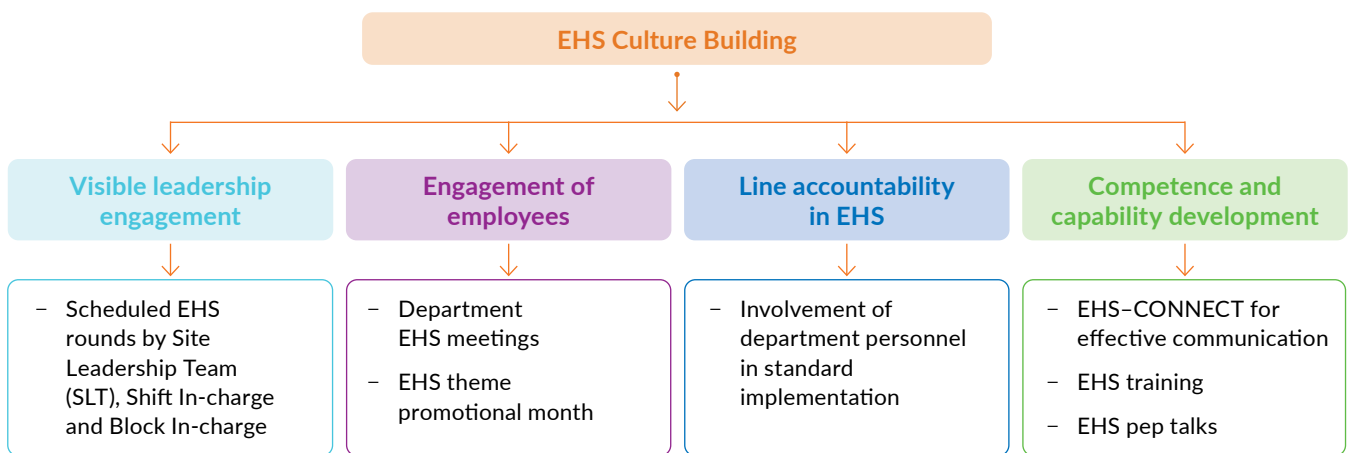 EHS Culture Building
Visible leadership
engagement
Engagement of
employees
Line accountability
in EHS
Competence and
capability development
– Scheduled EHS
rounds by Site
Leadership Team
(SLT), Shift In-charge
and Block In-charge
– Department
EHS meetings
– EHS theme
promotional month
– Involvement of
department personnel
in standard
implementation
– EHS–CONNECT for
effective communication
– EHS training
– EHS pep talks